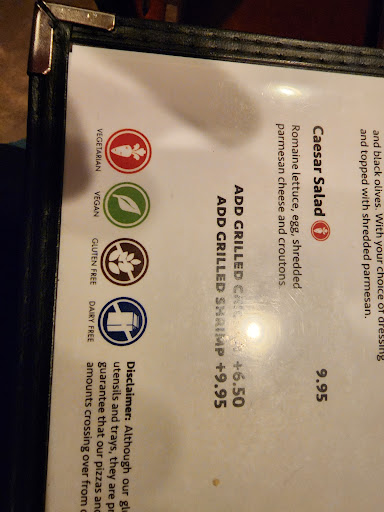 and black olives. With your choice of dressing
and topped with shredded parmesan.
Caesar Salad 9.95
Romaine lettuce, egg, shredded
parmesan cheese and croutons.
ADD GRILLED +6.50
ADD GRILLED SHRIMP +9.95
VEGETARIAN
VEGAN
GLUTEN FREE
DAIRY FREE
Disclaimer: Although our
utensils and trays, they are
guarantee that our pizzas and
amounts crossing over from